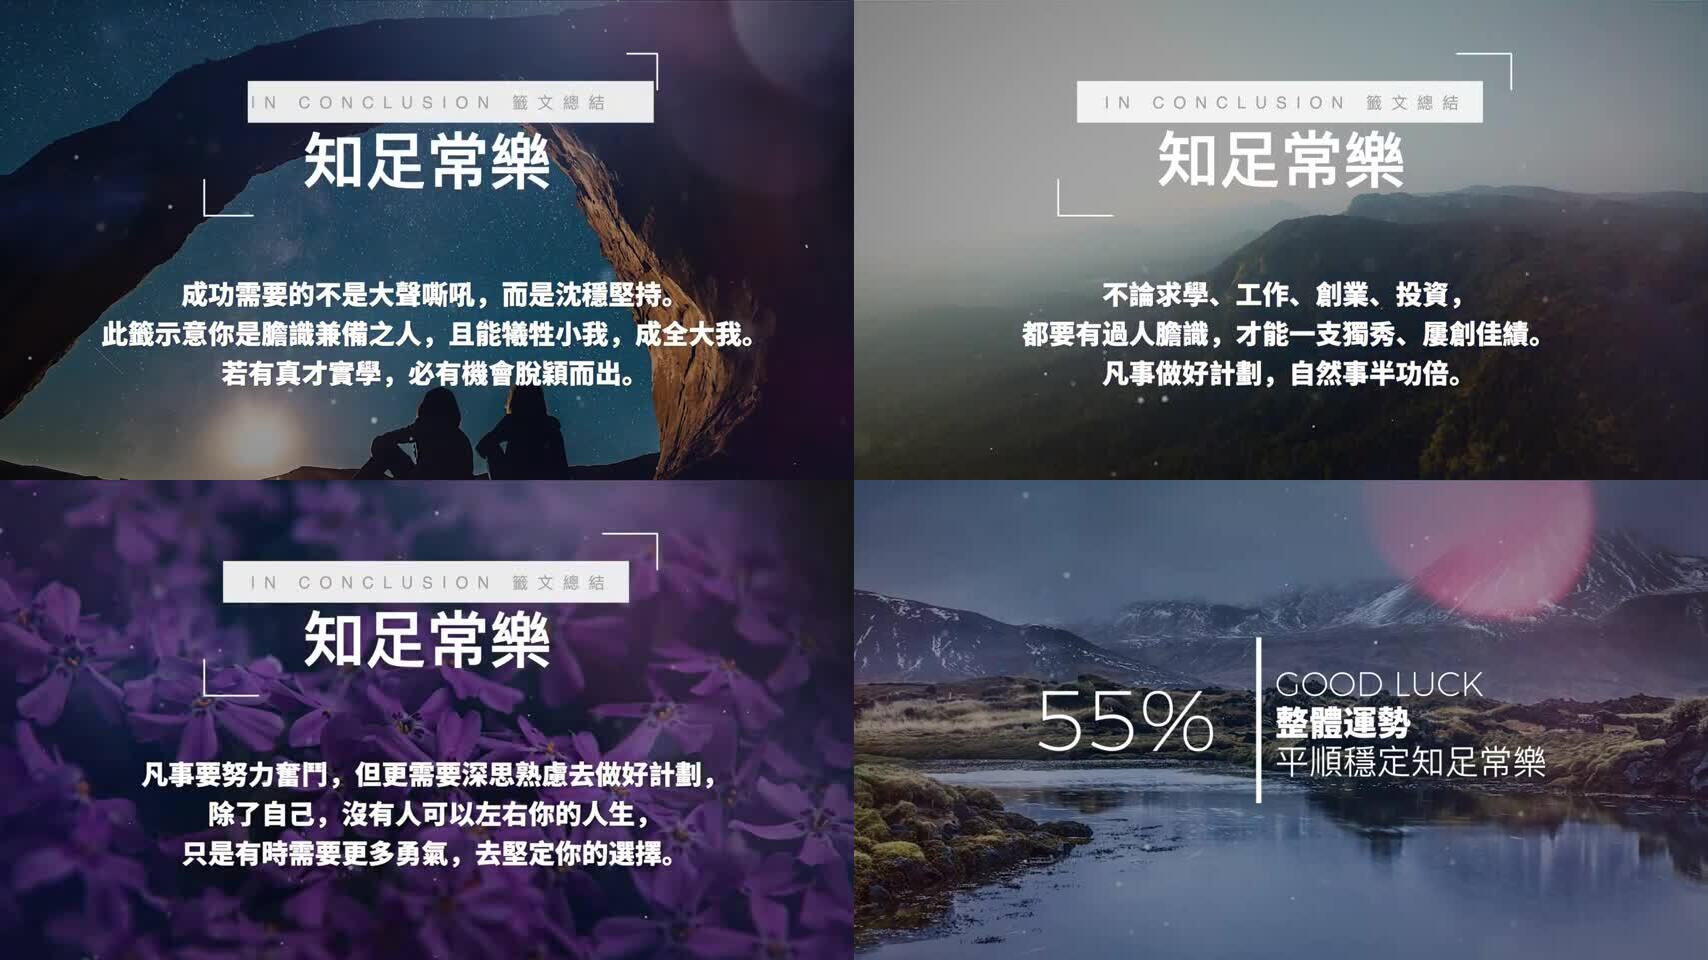 IN CONCLUSION 籤文總結
知足常樂
成功需要的不是大聲嘶吼，而是沈穩堅持。
此籤示意你是膽識兼備之人，且能犧牲小我，成全大我。
若有真才實學，必有機會脫穎而出。
IN CONCLUSION 籤文總結
知足常樂
不論求學、工作、創業、投資，
都要有過人膽識，才能一支獨秀、屢創佳績。
凡事做好計劃，自然事半功倍。
IN CONCLUSION 籤文總結
知足常樂
凡事要努力奮鬥，但更需要深思熟慮去做好計劃，
除了自己，沒有人可以左右你的人生，
只是有時需要更多勇氣，去堅定你的選擇。
55%
GOOD LUCK
整體運勢
平順穩定知足常樂